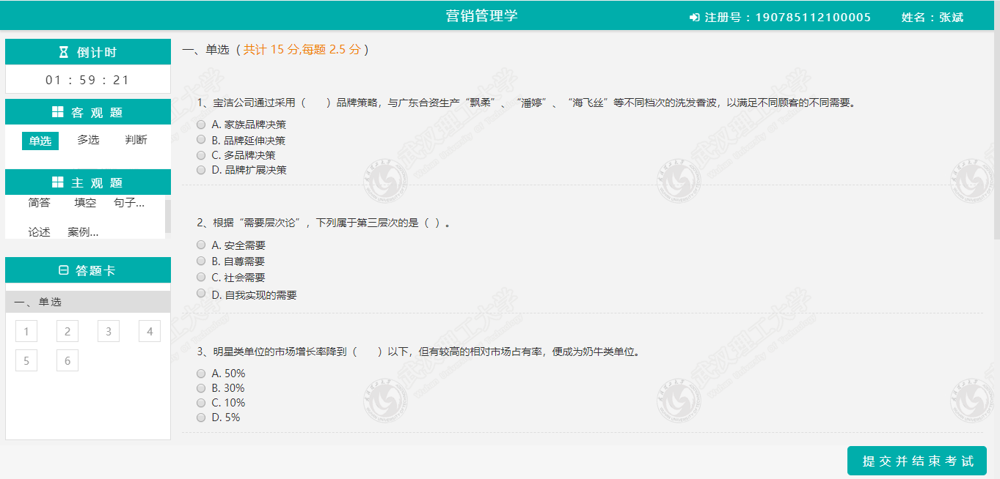 营销管理学
注册号：190785112100005 姓名：张斌
倒计时
01 : 59 : 21
客 观 题
单选 多选 判断
主 观 题
简答 填空 句子...
论述 案例...
答题卡
一、单选
1 2 3 4
5 6
一、单选 ( 共计 15 分,每题 2.5 分 )
1、宝洁公司通过采用（　　）品牌策略，与广东合资生产“飘柔”、“潘婷”、“海飞丝”等不同档次的洗发香波，以满足不同顾客的不同需要。
A. 家族品牌决策
B. 品牌延伸决策
C. 多品牌决策
D. 品牌扩展决策
2、根据“需要层次论”，下列属于第三层次的是（ ）。
A. 安全需要
B. 自尊需要
C. 社会需要
D. 自我实现的需要
3、明星类单位的市场增长率降到（　　）以下，但有较高的相对市场占有率，便成为奶牛类单位。
A. 50%
B. 30%
C. 10%
D. 5%
提交并结束考试
武汉理工大学
Wuhan University Of Technology